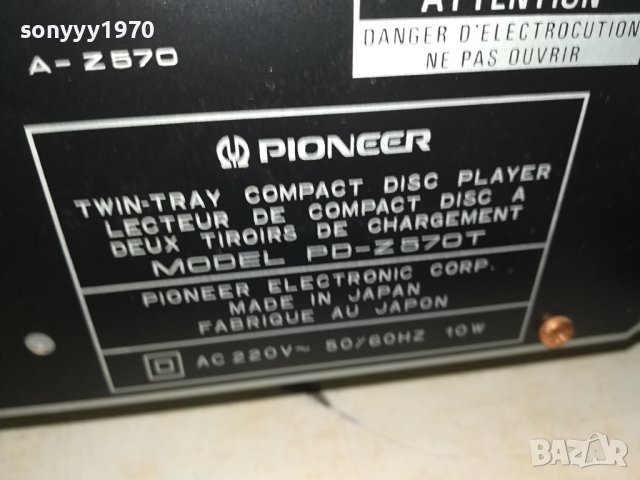 sonyyy1970
ATTENTION
DANGER D'ELECTROCUTION
NE PAS OUVRIR
A-Z570
PIONEER
TWIN-TRAY COMPACT DISC PLAYER
LECTEUR DE COMPACT DISC A
DEUX TIROIRS DE CHARGEMENT
MODEL PD-Z570T
PIONEER ELECTRONIC CORP.
MADE IN JAPAN
FABRIQUE AU JAPON
AC 220V~ 50/60HZ 10W
BAZAR